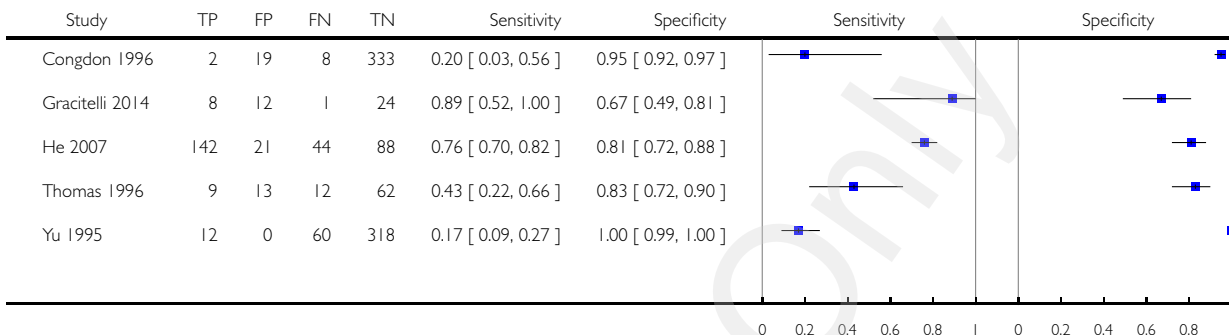 Study TP FP FN TN Sensitivity Specificity Sensitivity Specificity
Congdon 1996 2 19 8 333 0.20 [ 0.03, 0.56 ] 0.95 [ 0.92, 0.97 ]
Gracitelli 2014 8 12 1 24 0.89 [ 0.52, 1.00 ] 0.67 [ 0.49, 0.81 ]
He 2007 142 21 44 88 0.76 [ 0.70, 0.82 ] 0.81 [ 0.72, 0.88 ]
Thomas 1996 9 13 12 62 0.43 [ 0.22, 0.66 ] 0.83 [ 0.72, 0.90 ]
Yu 1995 12 0 60 318 0.17 [ 0.09, 0.27 ] 1.00 [ 0.99, 1.00 ]
0 0.2 0.4 0.6 0.8 1 0 0.2 0.4 0.6 0.8
Only